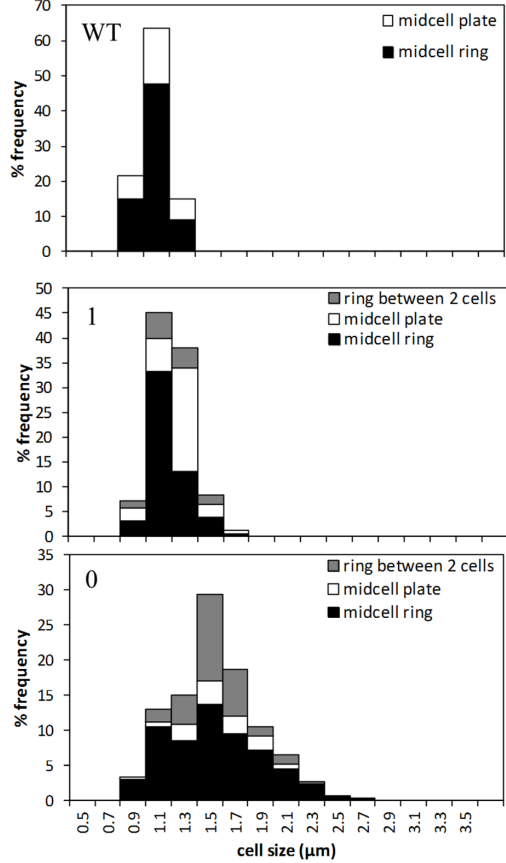 WT
midcell plate
midcell ring
% frequency
70
60
50
40
30
20
10
0
1
ring between 2 cells
midcell plate
midcell ring
% frequency
50
45
40
35
30
25
20
15
10
5
0
0
ring between 2 cells
midcell plate
midcell ring
% frequency
35
30
25
20
15
10
5
0
0.5 0.7 0.9 1.1 1.3 1.5 1.7 1.9 2.1 2.3 2.5 2.7 2.9 3.1 3.3 3.5
cell size (μm)